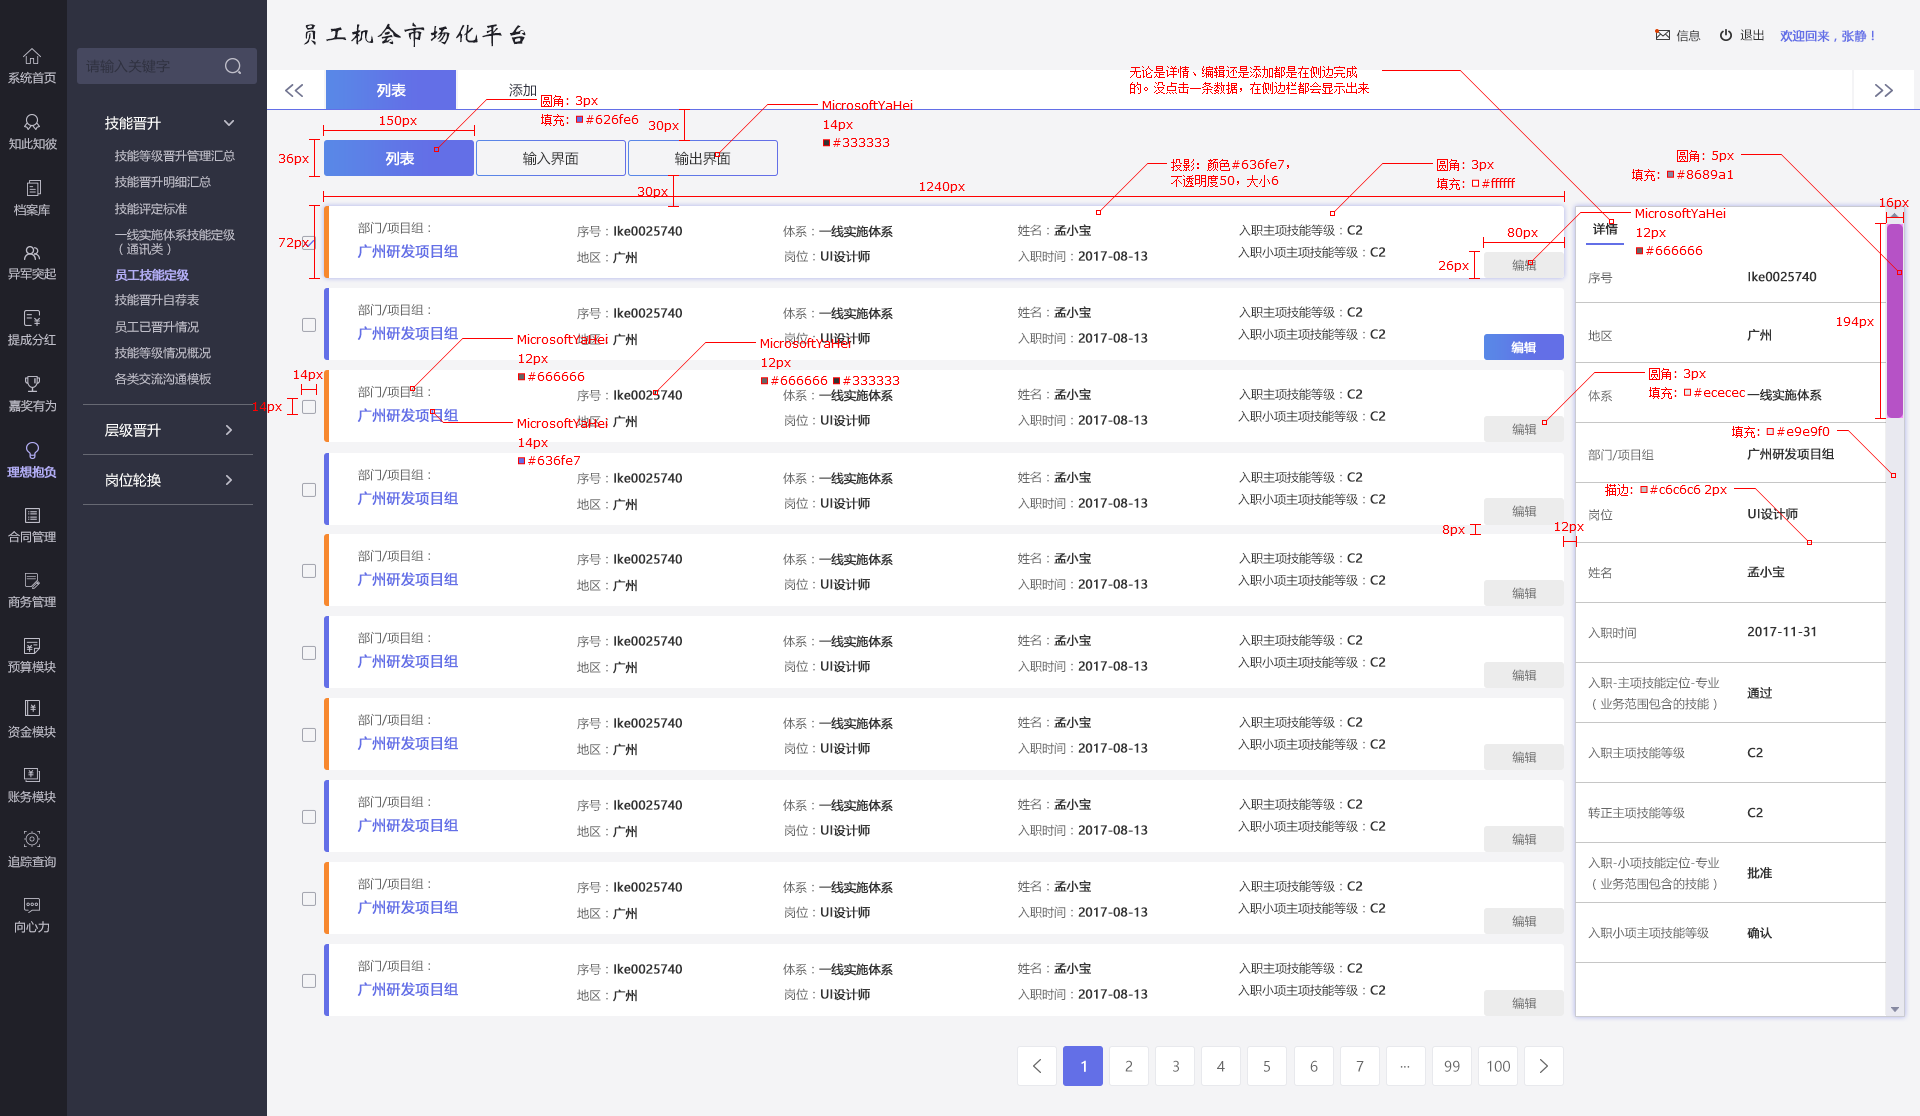 系统首页
知此知彼
档案库
异军突起
提成分红
嘉奖有为
理想抱负
合同管理
商务管理
预算模块
资金模块
账务模块
追踪查询
向心力
请输入关键字
技能晋升
技能等级晋升管理汇总
技能晋升明细汇总
技能评定标准
一线实施体系技能定级
（通讯类）
员工技能定级
技能晋升自荐表
员工已晋升情况
技能等级情况概况
各类交流沟通模板
层级晋升
岗位轮换
员工机会市场化平台
信息
退出
欢迎回来，张静！
列表
添加
无论是详情、编辑还是添加都是在侧边完成
的。没点击一条数据，在侧边栏都会显示出来
圆角：3px
填充：#626fe6
150px
30px
MicrosoftYaHei
14px
#333333
36px
列表
输入界面
输出界面
30px
1240px
投影：颜色#636fe7，
不透明度50，大小6
圆角：3px
填充：#ffffff
圆角：5px
填充：#8689a1
16px
72px
部门/项目组：
广州研发项目组
序号：Ike0025740
地区：广州
体系：一线实施体系
岗位：UI设计师
姓名：孟小宝
入职时间：2017-08-13
入职主项技能等级：C2
入职小项主项技能等级：C2
80px
26px
编辑
MicrosoftYaHei
12px
#666666
部门/项目组：
广州研发项目组
序号：Ike0025740
地区：广州
体系：一线实施体系
岗位：UI设计师
姓名：孟小宝
入职时间：2017-08-13
入职主项技能等级：C2
入职小项主项技能等级：C2
编辑
MicrosoftYaHei
12px
#666666
MicrosoftYaHei
12px
#666666 #333333
14px
14px
部门/项目组：
广州研发项目组
序号：Ike0025740
地区：广州
体系：一线实施体系
岗位：UI设计师
姓名：孟小宝
入职时间：2017-08-13
入职主项技能等级：C2
入职小项主项技能等级：C2
编辑
MicrosoftYaHei
14px
#636fe7
圆角：3px
填充：#ececec
部门/项目组：
广州研发项目组
序号：Ike0025740
地区：广州
体系：一线实施体系
岗位：UI设计师
姓名：孟小宝
入职时间：2017-08-13
入职主项技能等级：C2
入职小项主项技能等级：C2
编辑
8px
12px
部门/项目组：
广州研发项目组
序号：Ike0025740
地区：广州
体系：一线实施体系
岗位：UI设计师
姓名：孟小宝
入职时间：2017-08-13
入职主项技能等级：C2
入职小项主项技能等级：C2
编辑
部门/项目组：
广州研发项目组
序号：Ike0025740
地区：广州
体系：一线实施体系
岗位：UI设计师
姓名：孟小宝
入职时间：2017-08-13
入职主项技能等级：C2
入职小项主项技能等级：C2
编辑
部门/项目组：
广州研发项目组
序号：Ike0025740
地区：广州
体系：一线实施体系
岗位：UI设计师
姓名：孟小宝
入职时间：2017-08-13
入职主项技能等级：C2
入职小项主项技能等级：C2
编辑
部门/项目组：
广州研发项目组
序号：Ike0025740
地区：广州
体系：一线实施体系
岗位：UI设计师
姓名：孟小宝
入职时间：2017-08-13
入职主项技能等级：C2
入职小项主项技能等级：C2
编辑
部门/项目组：
广州研发项目组
序号：Ike0025740
地区：广州
体系：一线实施体系
岗位：UI设计师
姓名：孟小宝
入职时间：2017-08-13
入职主项技能等级：C2
入职小项主项技能等级：C2
编辑
部门/项目组：
广州研发项目组
序号：Ike0025740
地区：广州
体系：一线实施体系
岗位：UI设计师
姓名：孟小宝
入职时间：2017-08-13
入职主项技能等级：C2
入职小项主项技能等级：C2
编辑
详情
序号 Ike0025740
地区 广州
194px
体系 一线实施体系
填充：#e9e9f0
部门/项目组 广州研发项目组
描边：#c6c6c6 2px
岗位 UI设计师
姓名 孟小宝
入职时间 2017-11-31
入职-主项技能定位-专业
（业务范围包含的技能） 通过
入职主项技能等级 C2
转正主项技能等级 C2
入职-小项技能定位-专业
（业务范围包含的技能） 批准
入职小项主项技能等级 确认
1 2 3 4 5 6 7 ··· 99 100